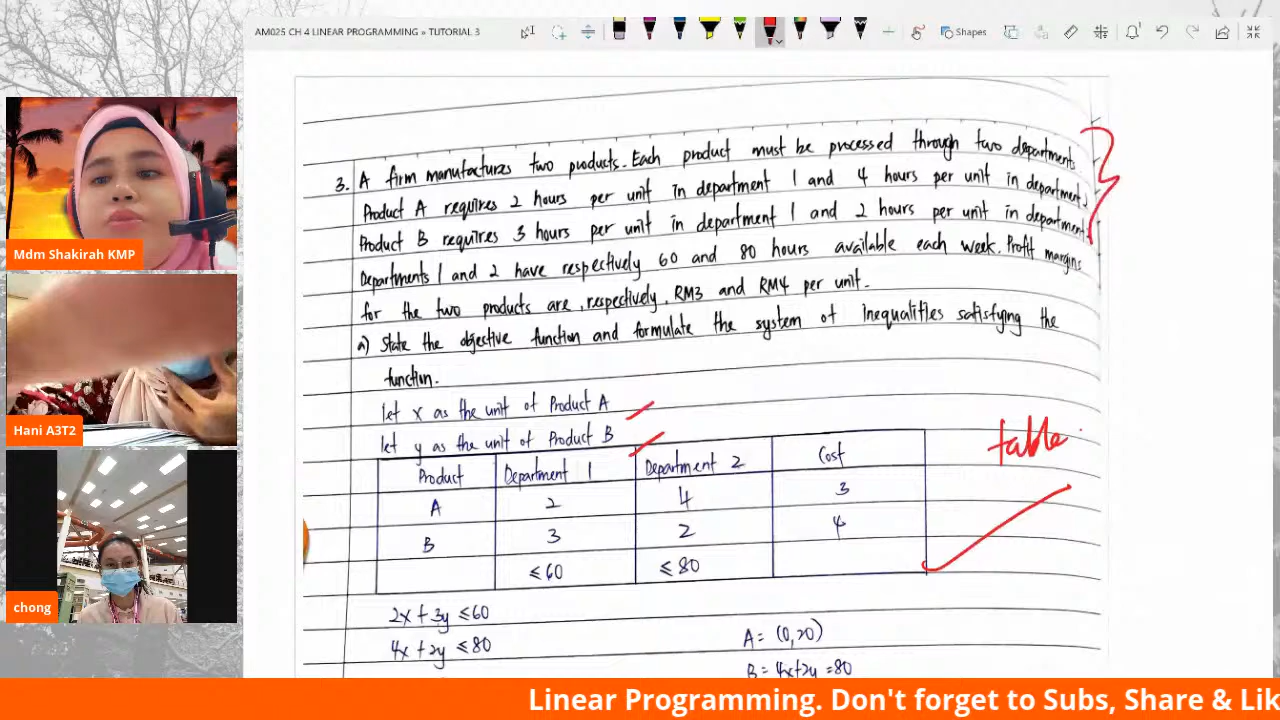 AM025 CH 4 LINEAR PROGRAMMING » TUTORIAL 3
Shapes
3. A firm manufactures two products. Each product must be processed through two departments
Product A requires 2 hours per unit in department 1 and 4 hours per unit in department 2
Product B requires 3 hours per unit in department 1 and 2 hours per unit in department
Departments 1 and 2 have respectively 60 and 80 hours available each week. Profit margins
for the two products are, respectively, RM3 and RM4 per unit.
a) State the objective function and formulate the system of inequalities satisfying the
function.
let x as the unit of Product A
let y as the unit of Product B
table
Product Department 1 Department 2 Cost
A 2 4 3
B 3 2 4
≤60 ≤80
2x + 3y ≤60
4x + 2y ≤80
A = (0,20)
B = 4x+2y =80
Mdm Shakirah KMP
Hani A3T2
chong
Linear Programming. Don't forget to Subs, Share & Lik